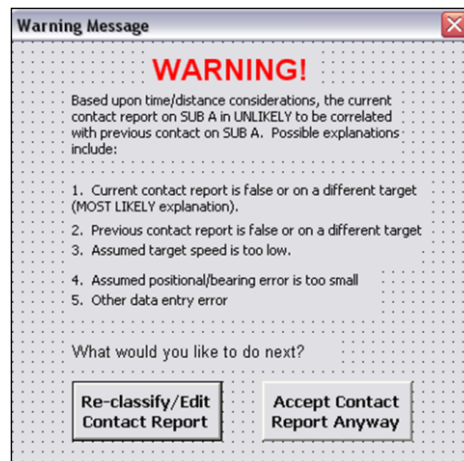 Warning Message
WARNING!
Based upon time/distance considerations, the current
contact report on SUB A in UNLIKELY to be correlated
with previous contact on SUB A. Possible explanations
include:
1. Current contact report is false or on a different target
(MOST LIKELY explanation).
2. Previous contact report is false or on a different target
3. Assumed target speed is too low.
4. Assumed positional/bearing error is too small
5. Other data entry error
What would you like to do next?
Re-classify/Edit
Contact Report
Accept Contact
Report Anyway